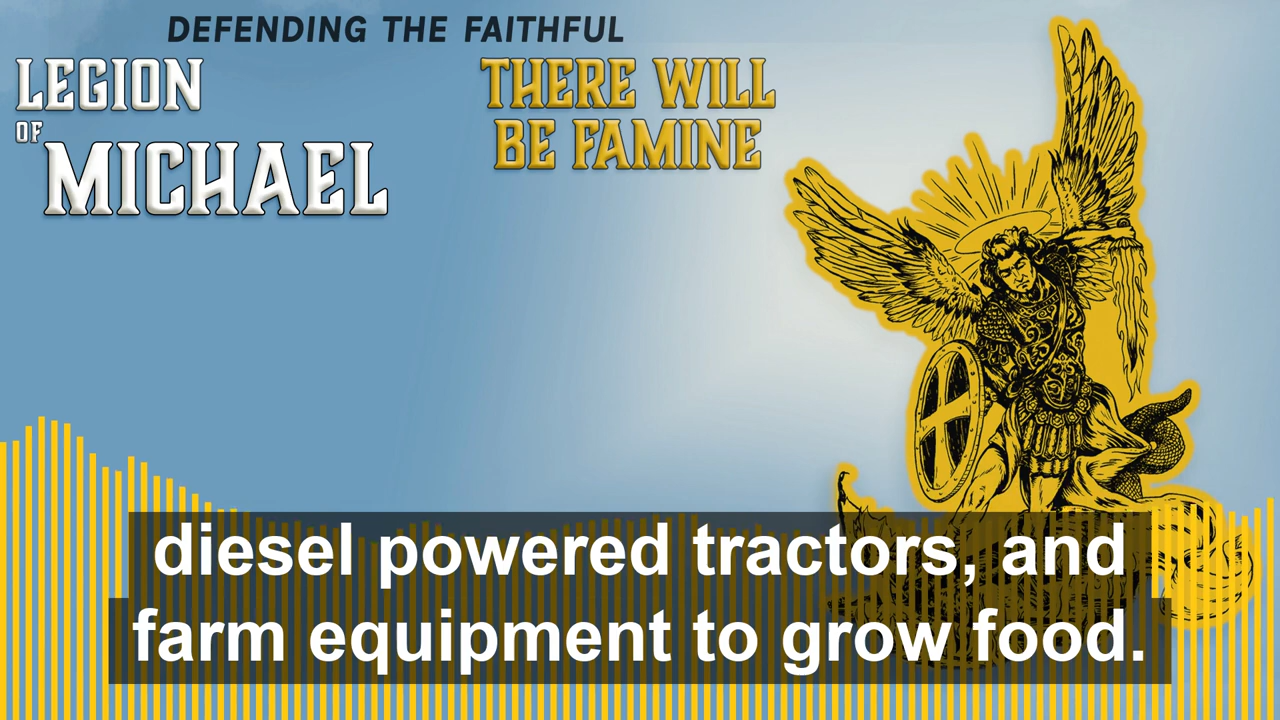 DEFENDING THE FAITHFUL
LEGION
OF
MICHAEL
THERE WILL
BE FAMINE
diesel powered tractors, and
farm equipment to grow food.